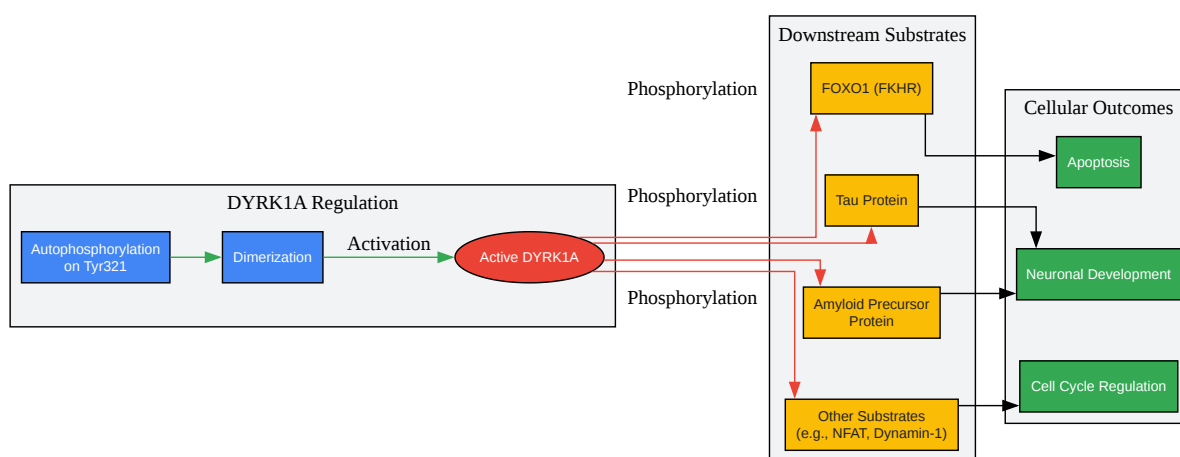 Downstream Substrates
Phosphorylation
FOXO1 (FKHR)
Cellular Outcomes
Apoptosis
Phosphorylation
Tau Protein
DYRK1A Regulation
Autophosphorylation
on Tyr321
Dimerization
Activation
Active DYRK1A
Neuronal Development
Phosphorylation
Amyloid Precursor
Protein
Cell Cycle Regulation
Other Substrates
(e.g., NFAT, Dynamin-1)